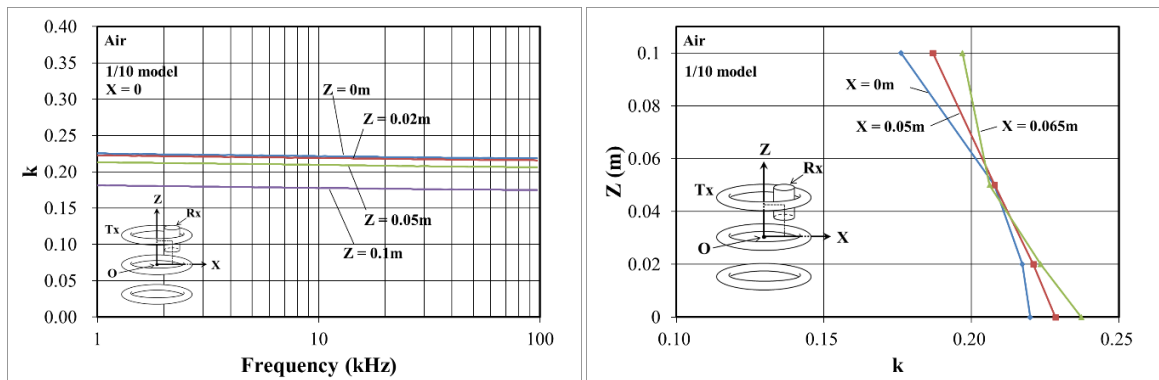 0.40
0.35
0.30
0.25
0.20
0.15
0.10
0.05
0.00
k
Air
1/10 model
X = 0
Z = 0m
Z = 0.02m
Z = 0.05m
Z = 0.1m
Z
Rx
Tx
O
X
1
10
100
Frequency (kHz)
0.1
0.08
0.06
0.04
0.02
0
Z (m)
Air
1/10 model
X = 0m
X = 0.05m
X = 0.065m
Z
Rx
Tx
O
X
0.10
0.15
0.20
0.25
k